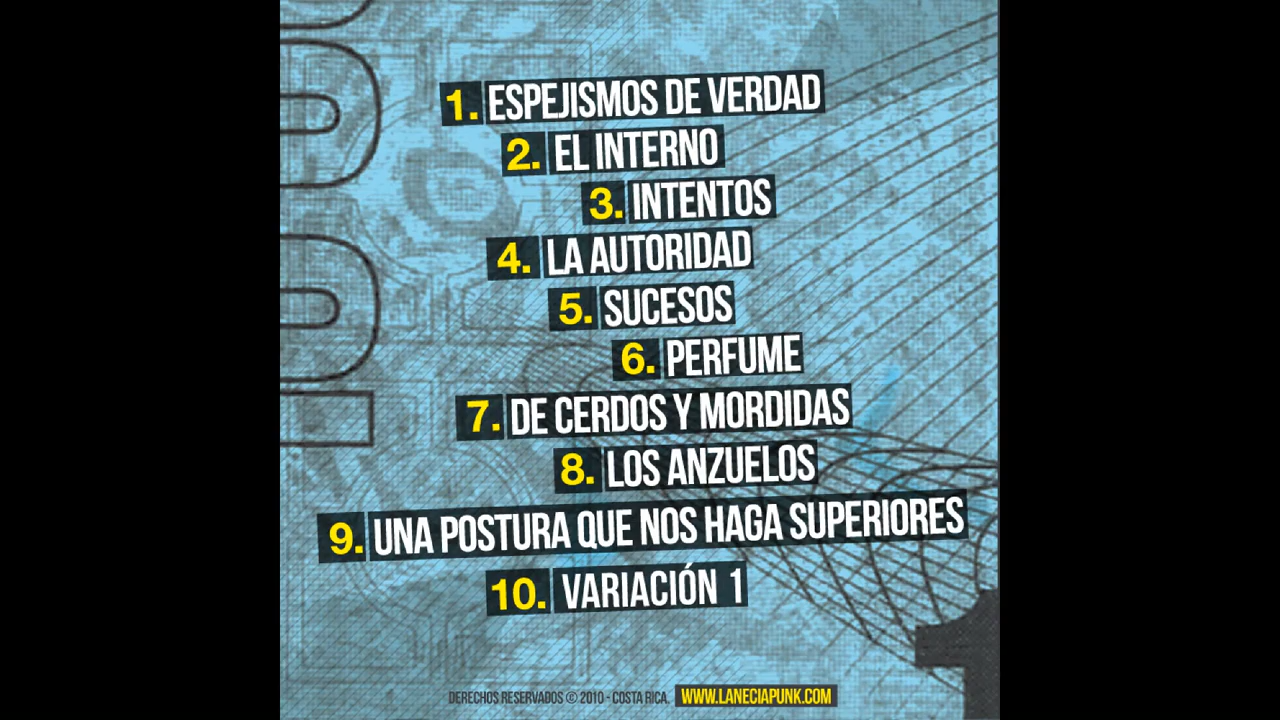 1. ESPEJISMOS DE VERDAD
2. EL INTERNO
3. INTENTOS
4. LA AUTORIDAD
5. SUCESOS
6. PERFUME
7. DE CERDOS Y MORDIDAS
8. LOS ANZUELOS
9. UNA POSTURA QUE NOS HAGA SUPERIORES
10. VARIACIÓN 1
DERECHOS RESERVADOS © 2010 - COSTA RICA. WWW.LANECIAPUNK.COM
1